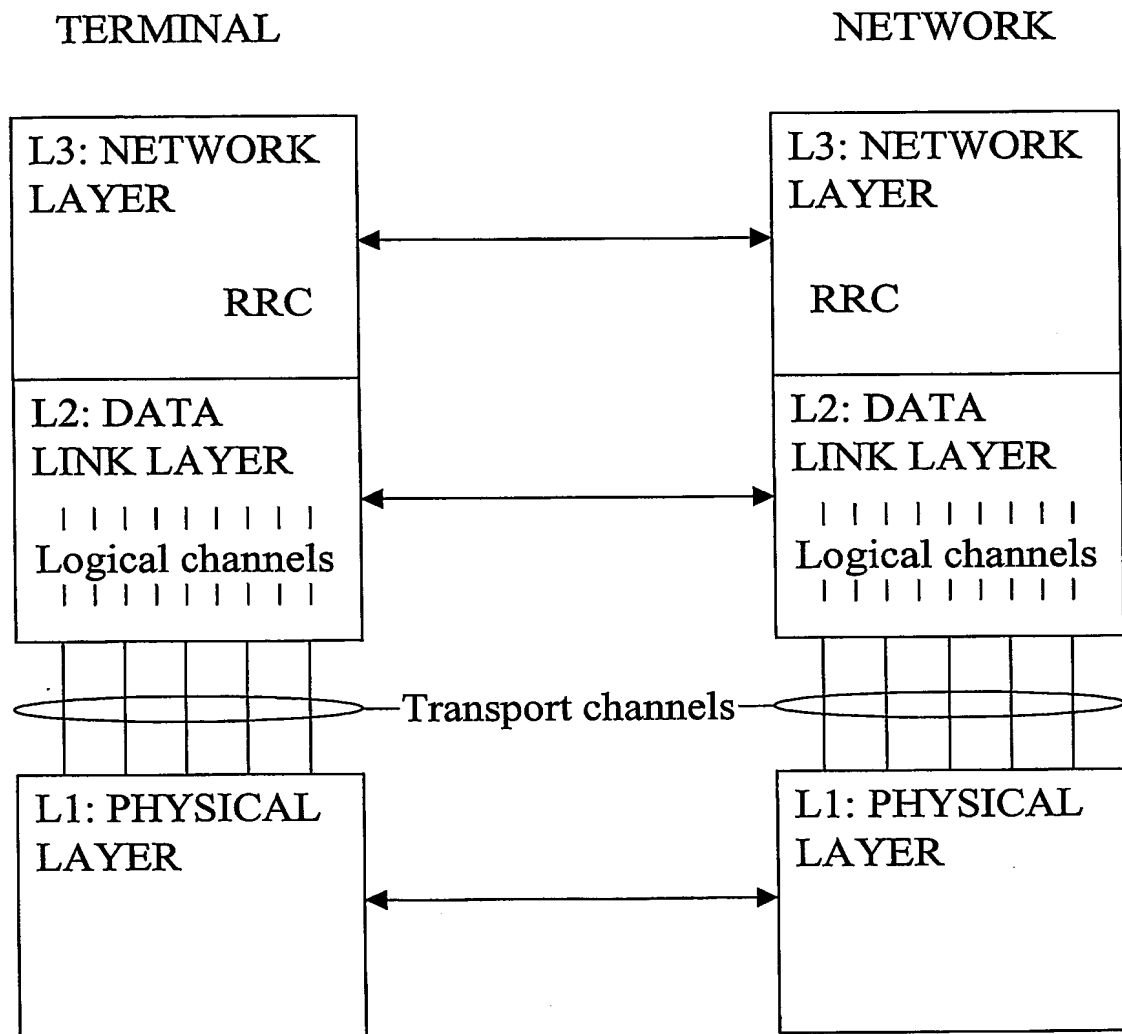 TERMINAL
NETWORK
L3: NETWORK
LAYER
RRC
L3: NETWORK
LAYER
RRC
L2: DATA
LINK LAYER
Logical channels
L2: DATA
LINK LAYER
Logical channels
Transport channels
L1: PHYSICAL
LAYER
L1: PHYSICAL
LAYER